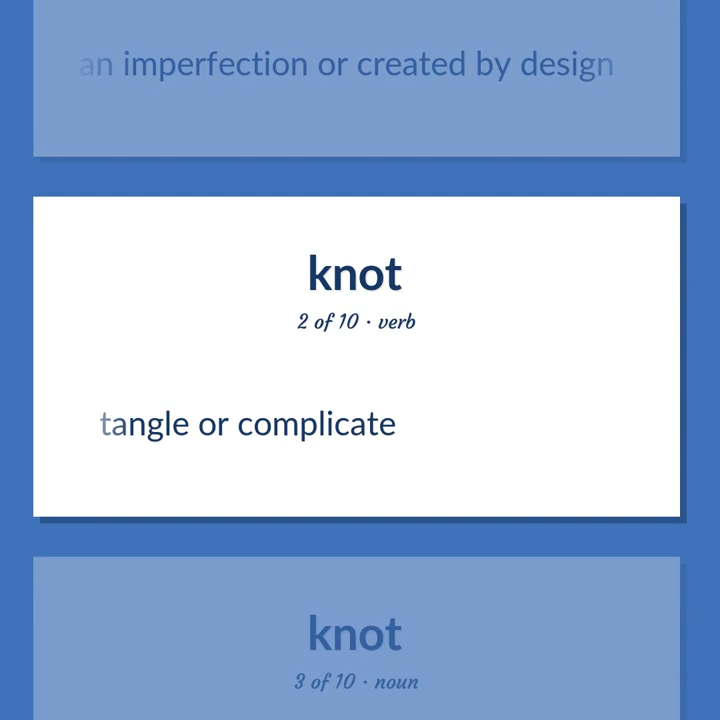 an imperfection or created by design
knot
2 of 10 · verb
tangle or complicate
knot
3 of 10 · noun